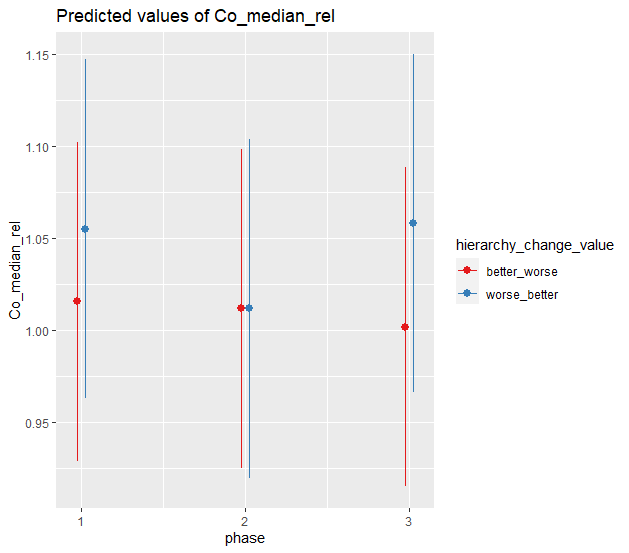 Predicted values of Co_median_rel
Co_median_rel
1.15
1.10
1.05
1.00
0.95
1
2
3
phase
hierarchy_change_value
better_worse
worse_better